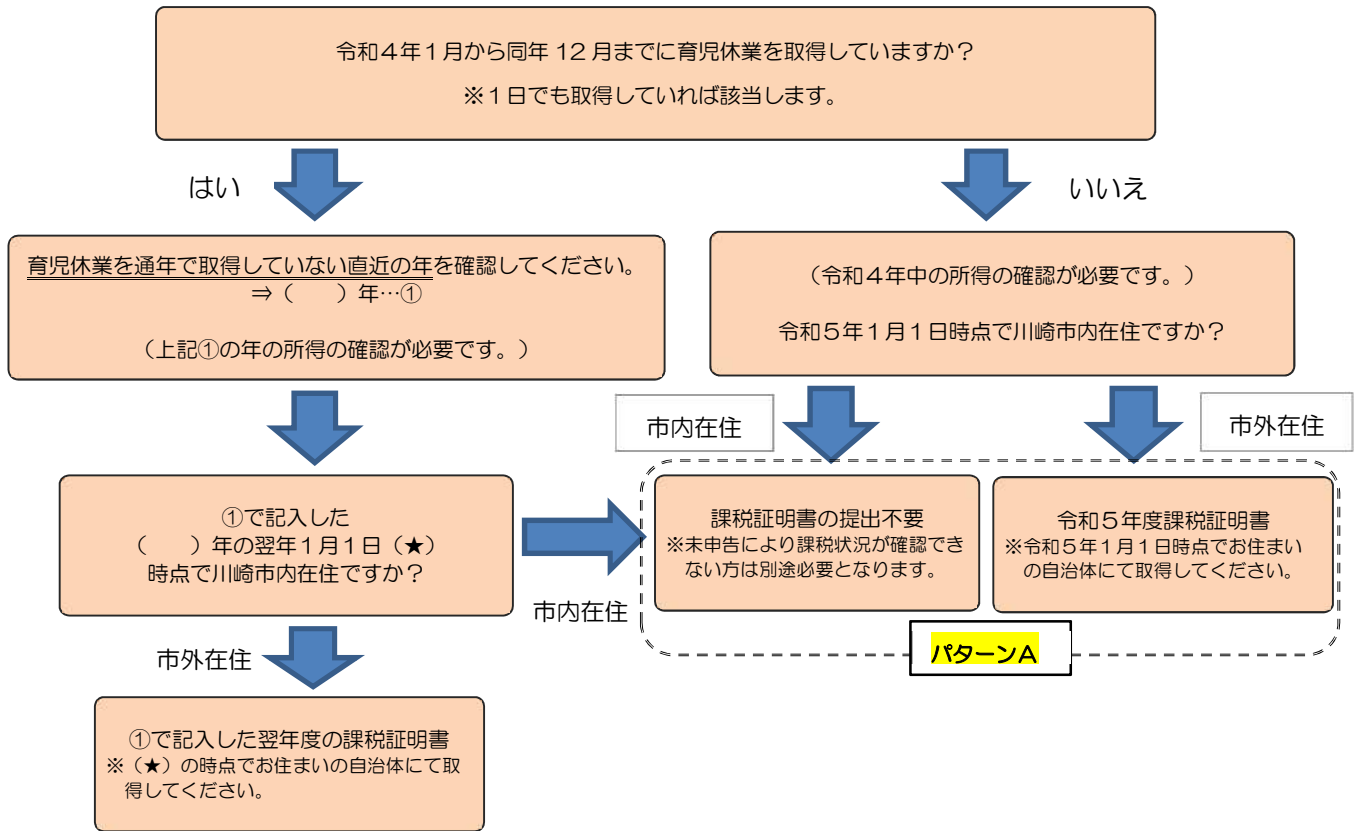 令和４年１月から同年 12 月までに育児休業を取得していますか？
※１日でも取得していれば該当します。
はい
いいえ
育児休業を通年で取得していない直近の年を確認してください。
⇒（　　）年…①
（上記①の年の所得の確認が必要です。）
（令和４年中の所得の確認が必要です。）
令和５年１月１日時点で川崎市内在住ですか？
市内在住
市外在住
①で記入した
（　　）年の翌年１月１日（★）
時点で川崎市内在住ですか？
市内在住
課税証明書の提出不要
※未申告により課税状況が確認でき
ない方は別途必要となります。
令和５年度課税証明書
※令和５年１月１日時点でお住まい
の自治体にて取得してください。
パターンＡ
市外在住
①で記入した翌年度の課税証明書
※（★）の時点でお住まいの自治体にて取
得してください。